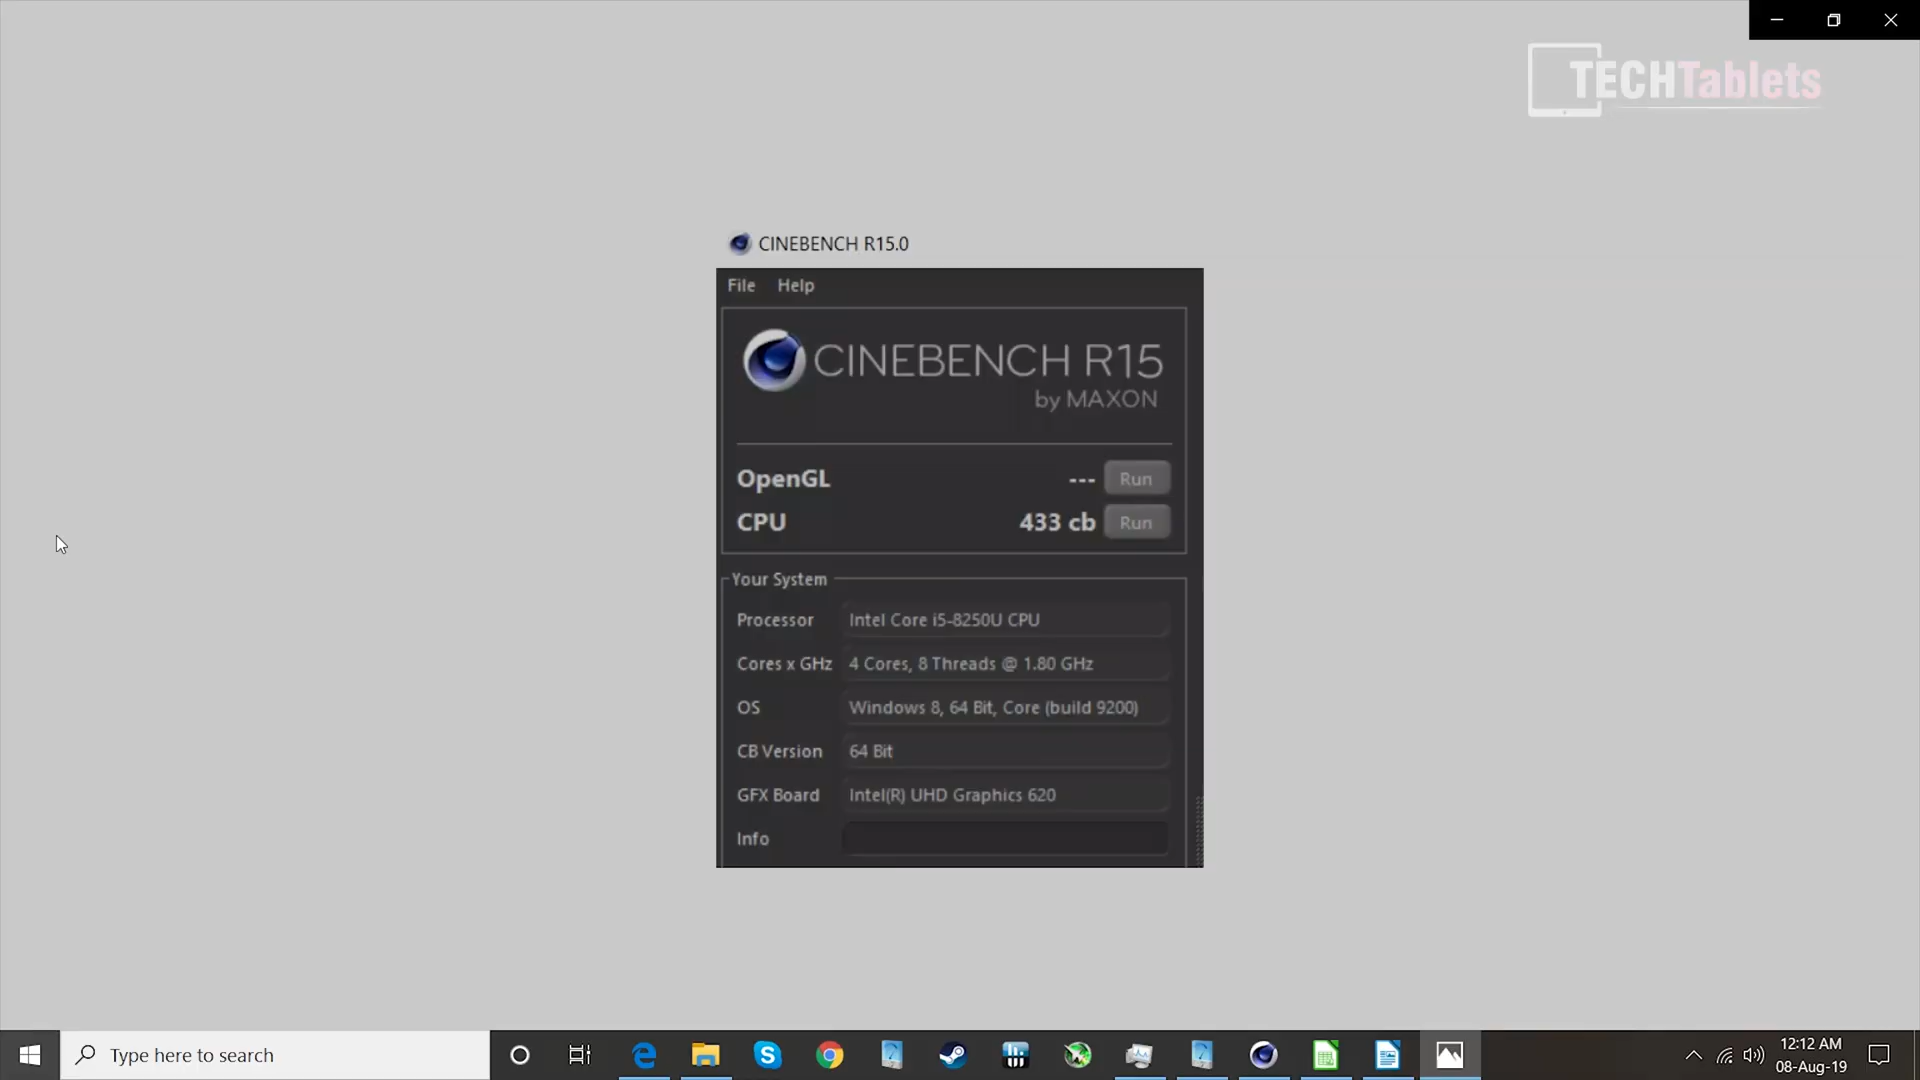 TECHTablets
CINEBENCH R15.0
File Help
CINEBENCH R15
by MAXON
OpenGL --- Run
CPU 433 cb Run
Your System
Processor Intel Core i5-8250U CPU
Cores x GHz 4 Cores, 8 Threads @ 1.80 GHz
OS Windows 8, 64 Bit, Core (build 9200)
CB Version 64 Bit
GFX Board Intel(R) UHD Graphics 620
Info
Type here to search
12:12 AM
08-Aug-19